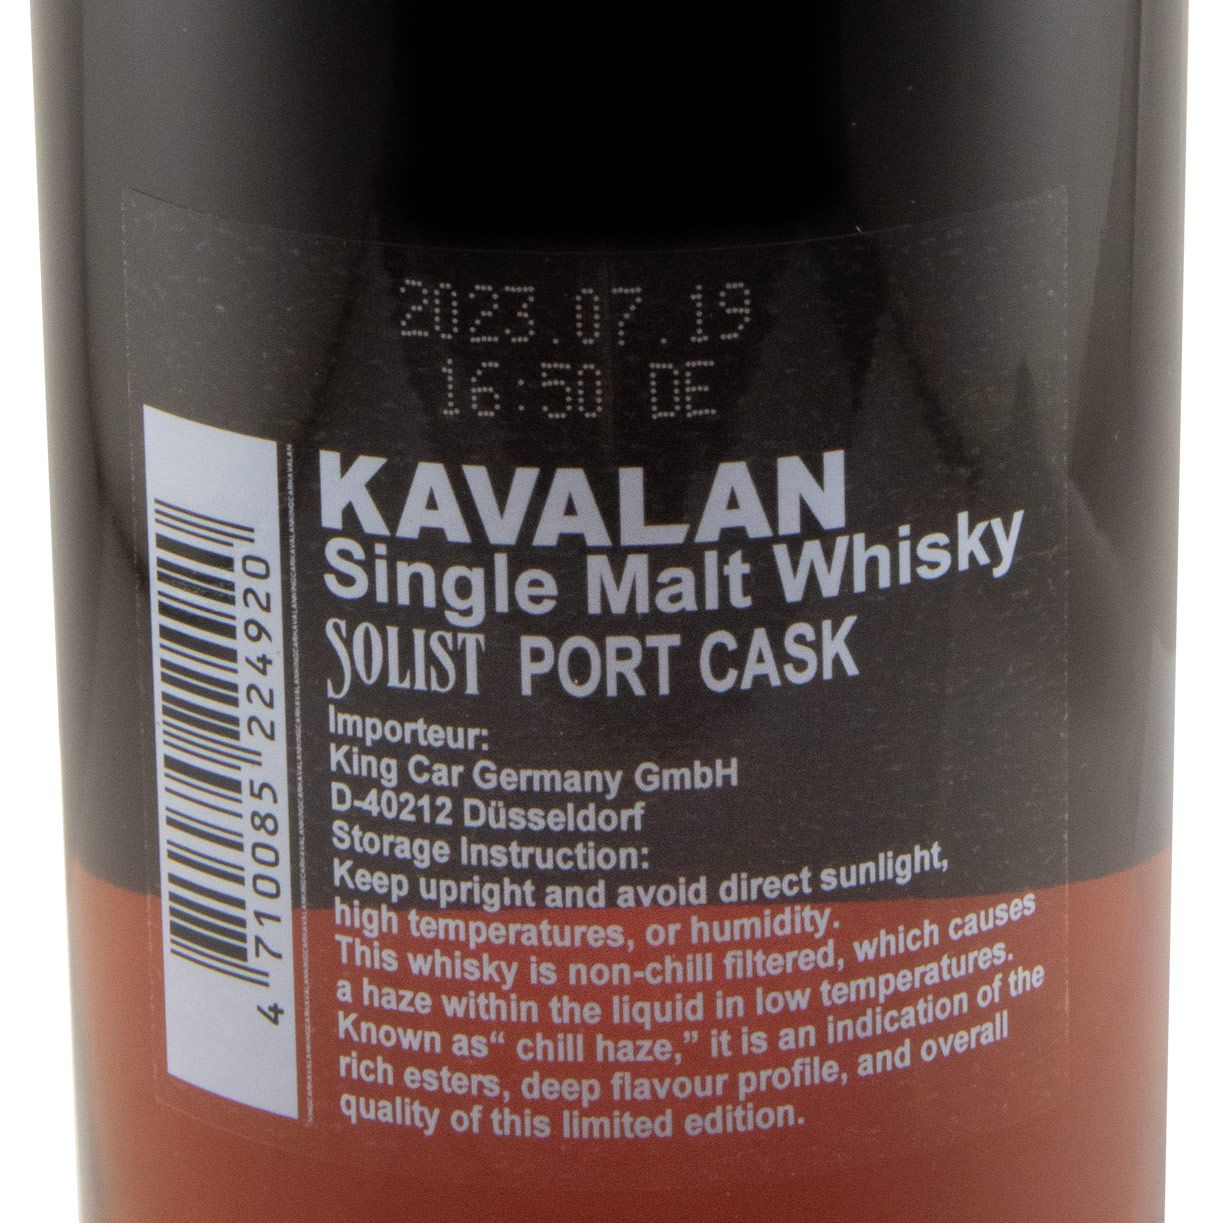 2023.07.19
16:50 DE
KAVALAN
Single Malt Whisky
SOLIST PORT CASK
Importeur:
King Car Germany GmbH
D-40212 Düsseldorf
Storage Instruction:
Keep upright and avoid direct sunlight,
high temperatures, or humidity.
This whisky is non-chill filtered, which causes
a haze within the liquid in low temperatures.
Known as“ chill haze,” it is an indication of the
rich esters, deep flavour profile, and overall
quality of this limited edition.
4 710085 224920